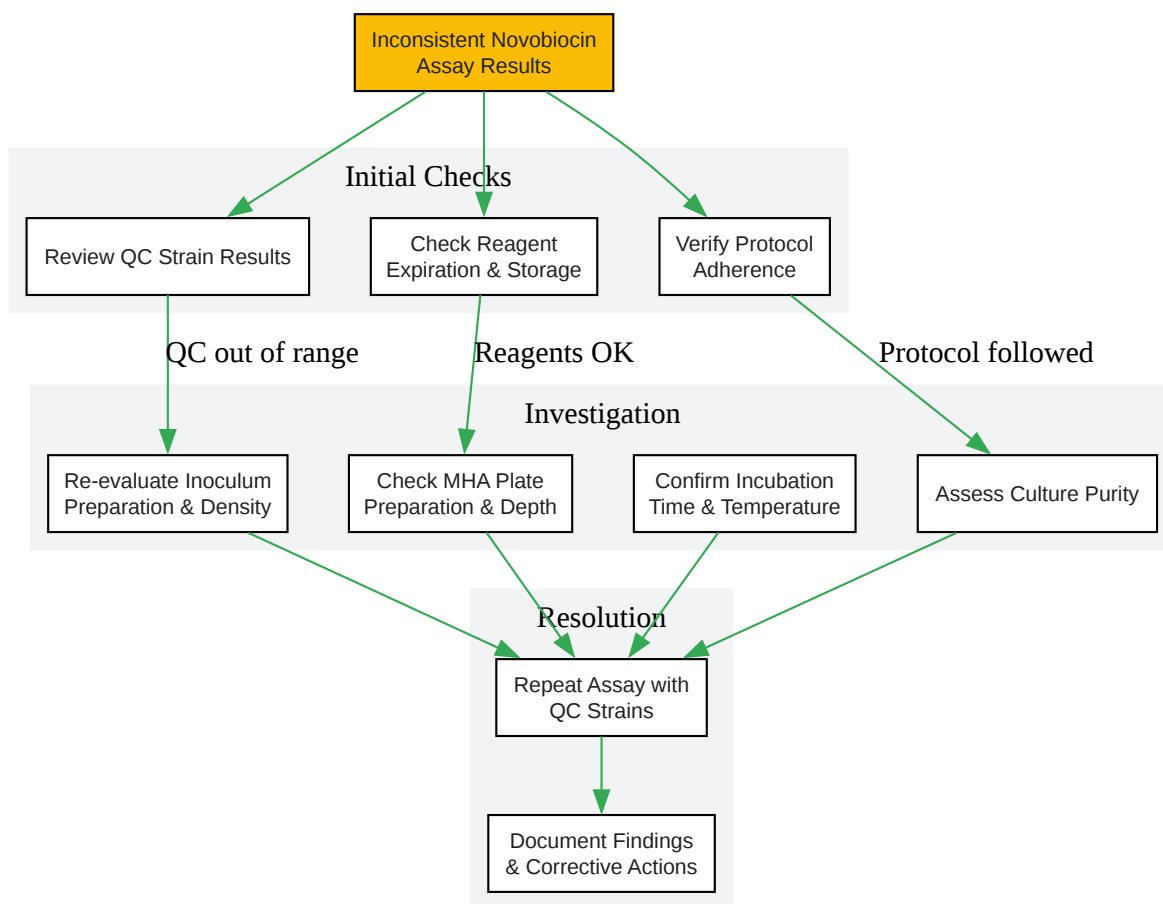 Inconsistent Novobiocin
Assay Results
Initial Checks
Review QC Strain Results
Check Reagent
Expiration & Storage
Verify Protocol
Adherence
QC out of range
Reagents OK
Protocol followed
Investigation
Re-evaluate Inoculum
Preparation & Density
Check MHA Plate
Preparation & Depth
Confirm Incubation
Time & Temperature
Assess Culture Purity
Resolution
Repeat Assay with
QC Strains
Document Findings
& Corrective Actions